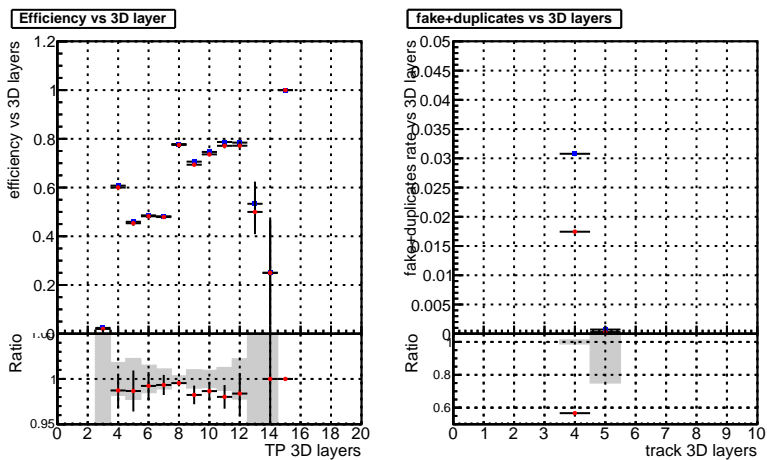 Efficiency vs 3D layer
efficiency vs 3D layers
1.2
1
0.8
0.6
0.4
0.2
0
Ratio
1
0.95
0 2 4 6 8 10 12 14 16 18 20
TP 3D layers
fake+duplicates vs 3D layers
fake+duplicates rate vs 3D layers
0.05
0.045
0.04
0.035
0.03
0.025
0.02
0.015
0.01
0.005
0
Ratio
1
0.8
0.6
0 1 2 3 4 5 6 7 8 9 10
track 3D layers